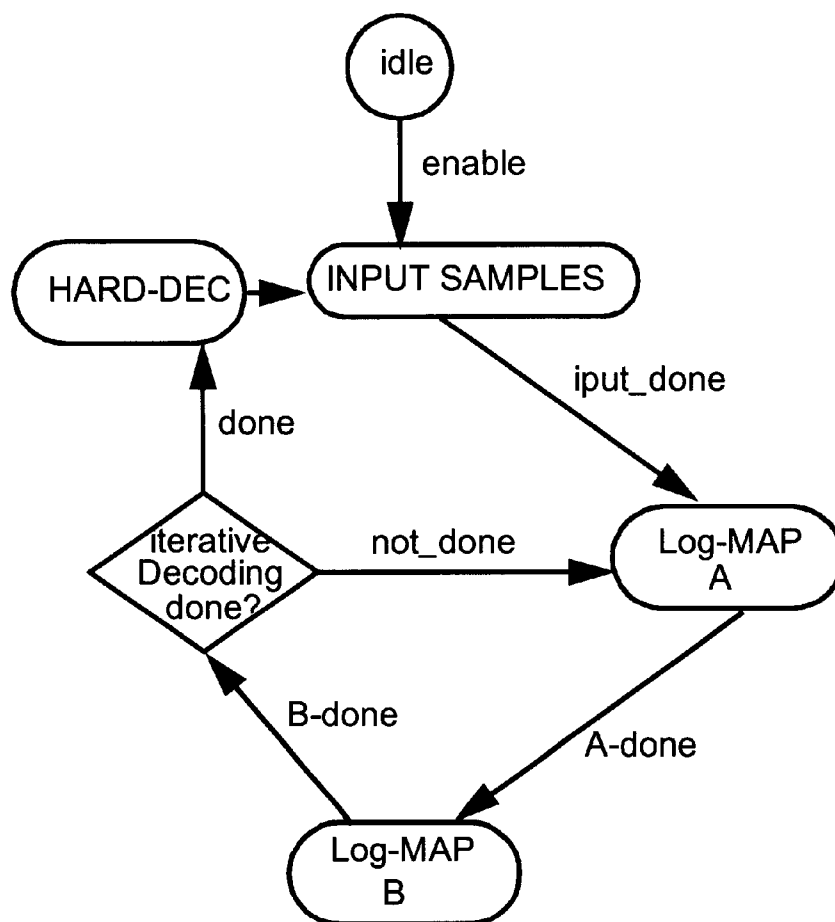 idle
enable
HARD-DEC
INPUT SAMPLES
iput_done
done
iterative
Decoding
done?
not_done
Log-MAP
A
B-done
A-done
Log-MAP
B